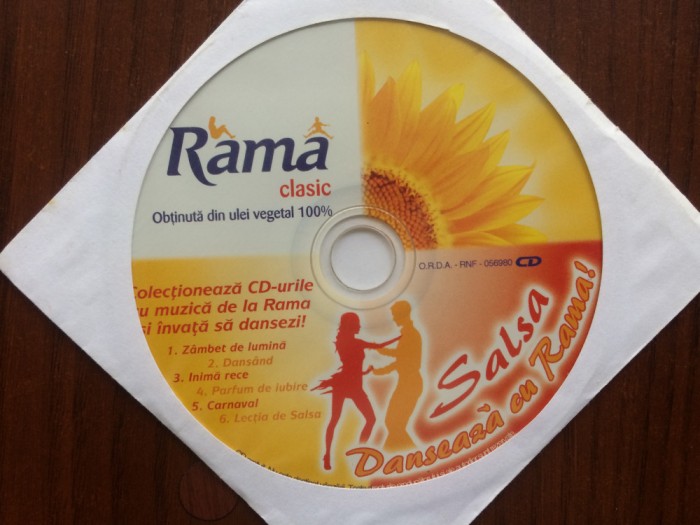 Rama
clasic
Obținută din ulei vegetal 100%
O.R.D.A. - RNF - 056980 CD
Colecționează CD-urile
cu muzică de la Rama
și învață să dansezi!
1. Zâmbet de lumină
2. Dansând
3. Inimă rece
4. Parfum de iubire
5. Carnaval
6. Lecția de Salsa
Salsa
Dansează cu Rama!